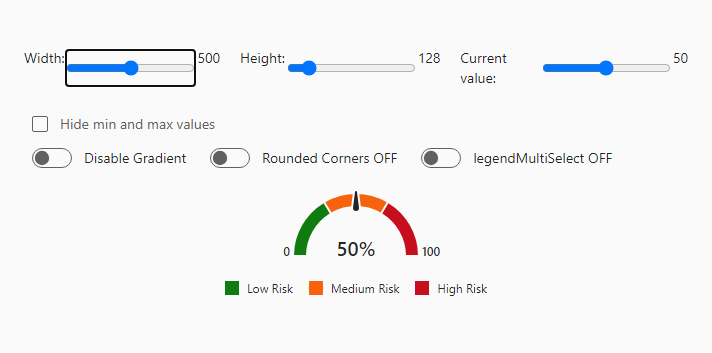 Width: 500 Height: 128 Current value: 50
Hide min and max values
Disable Gradient Rounded Corners OFF legendMultiSelect OFF
0 50% 100
Low Risk Medium Risk High Risk